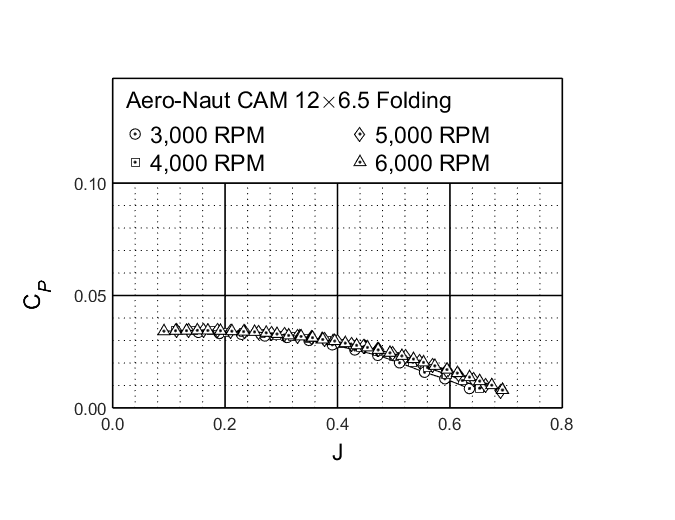 Aero-Naut CAM 12×6.5 Folding
3,000 RPM 5,000 RPM
4,000 RPM 6,000 RPM
0.10
0.05
0.00
C_P
0.0 0.2 0.4 0.6 0.8
J